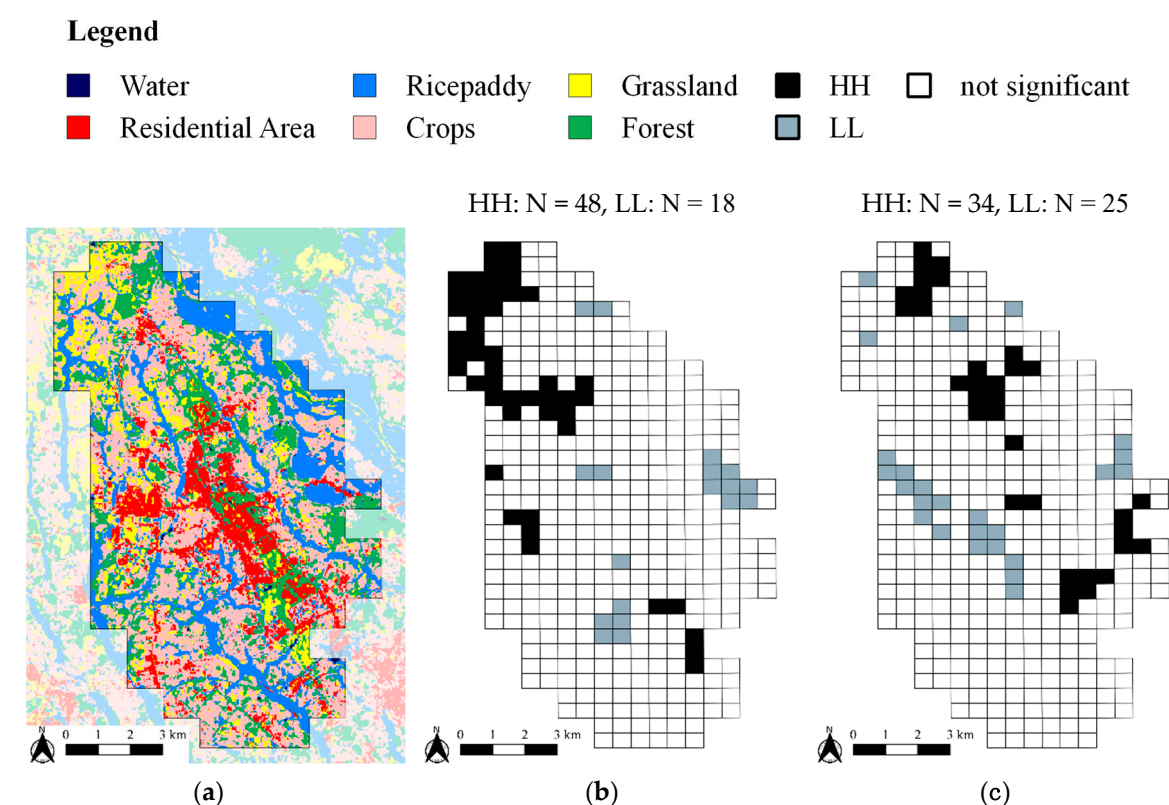 Legend
Water Ricepaddy Grassland HH not significant
Residential Area Crops Forest LL
HH: N = 48, LL: N = 18 HH: N = 34, LL: N = 25
N 0 1 2 3 km N 0 1 2 3 km N 0 1 2 3 km
(a) (b) (c)